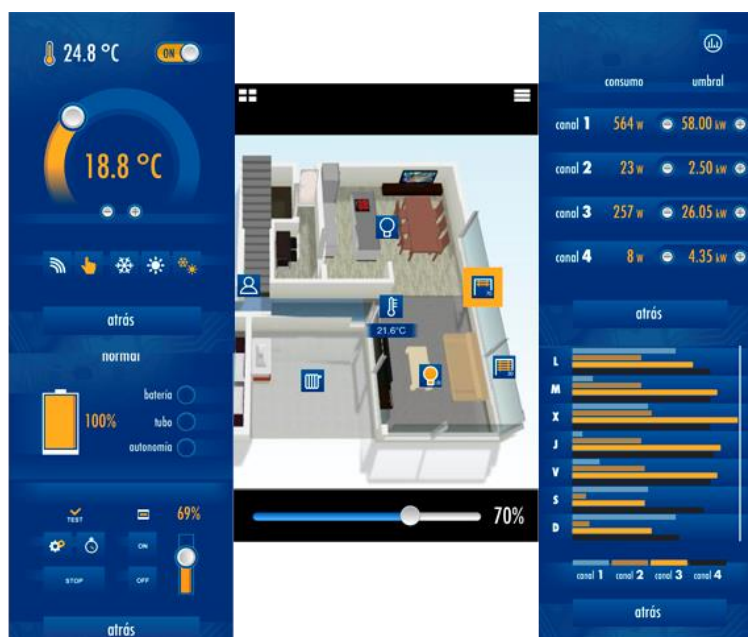 24.8 °C
ON
18.8 °C
atrás
normal
100%
batería
tubo
autonomía
TEST
69%
ON
STOP
OFF
atrás
21.6°C
70%
consumo umbral
canal 1 564 w 58.00 kw
canal 2 23 w 2.50 kw
canal 3 257 w 26.05 kw
canal 4 8 w 4.35 kw
atrás
L
M
X
J
V
S
D
canal 1 canal 2 canal 3 canal 4
atrás